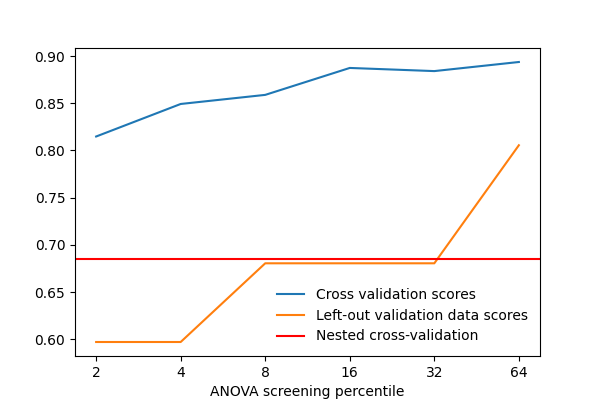 0.90
0.85
0.80
0.75
0.70
0.65
0.60
Cross validation scores
Left-out validation data scores
Nested cross-validation
2 4 8 16 32 64
ANOVA screening percentile